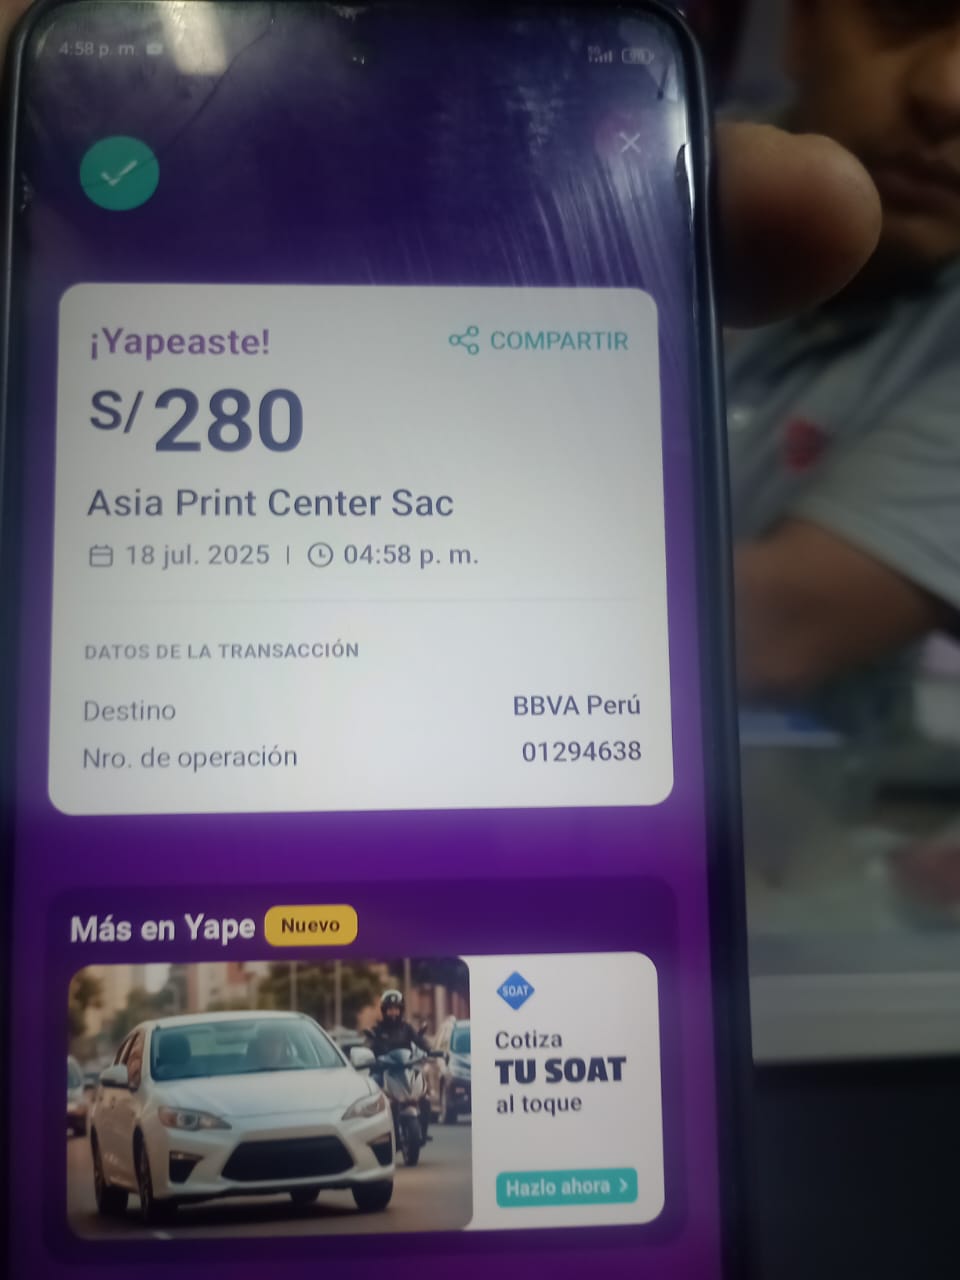 4:58 p. m.
¡Yapeaste!
COMPARTIR
S/ 280
Asia Print Center Sac
18 jul. 2025 | 04:58 p. m.
DATOS DE LA TRANSACCIÓN
Destino BBVA Perú
Nro. de operación 01294638
Más en Yape Nuevo
SOAT
Cotiza
TU SOAT
al toque
Hazlo ahora >